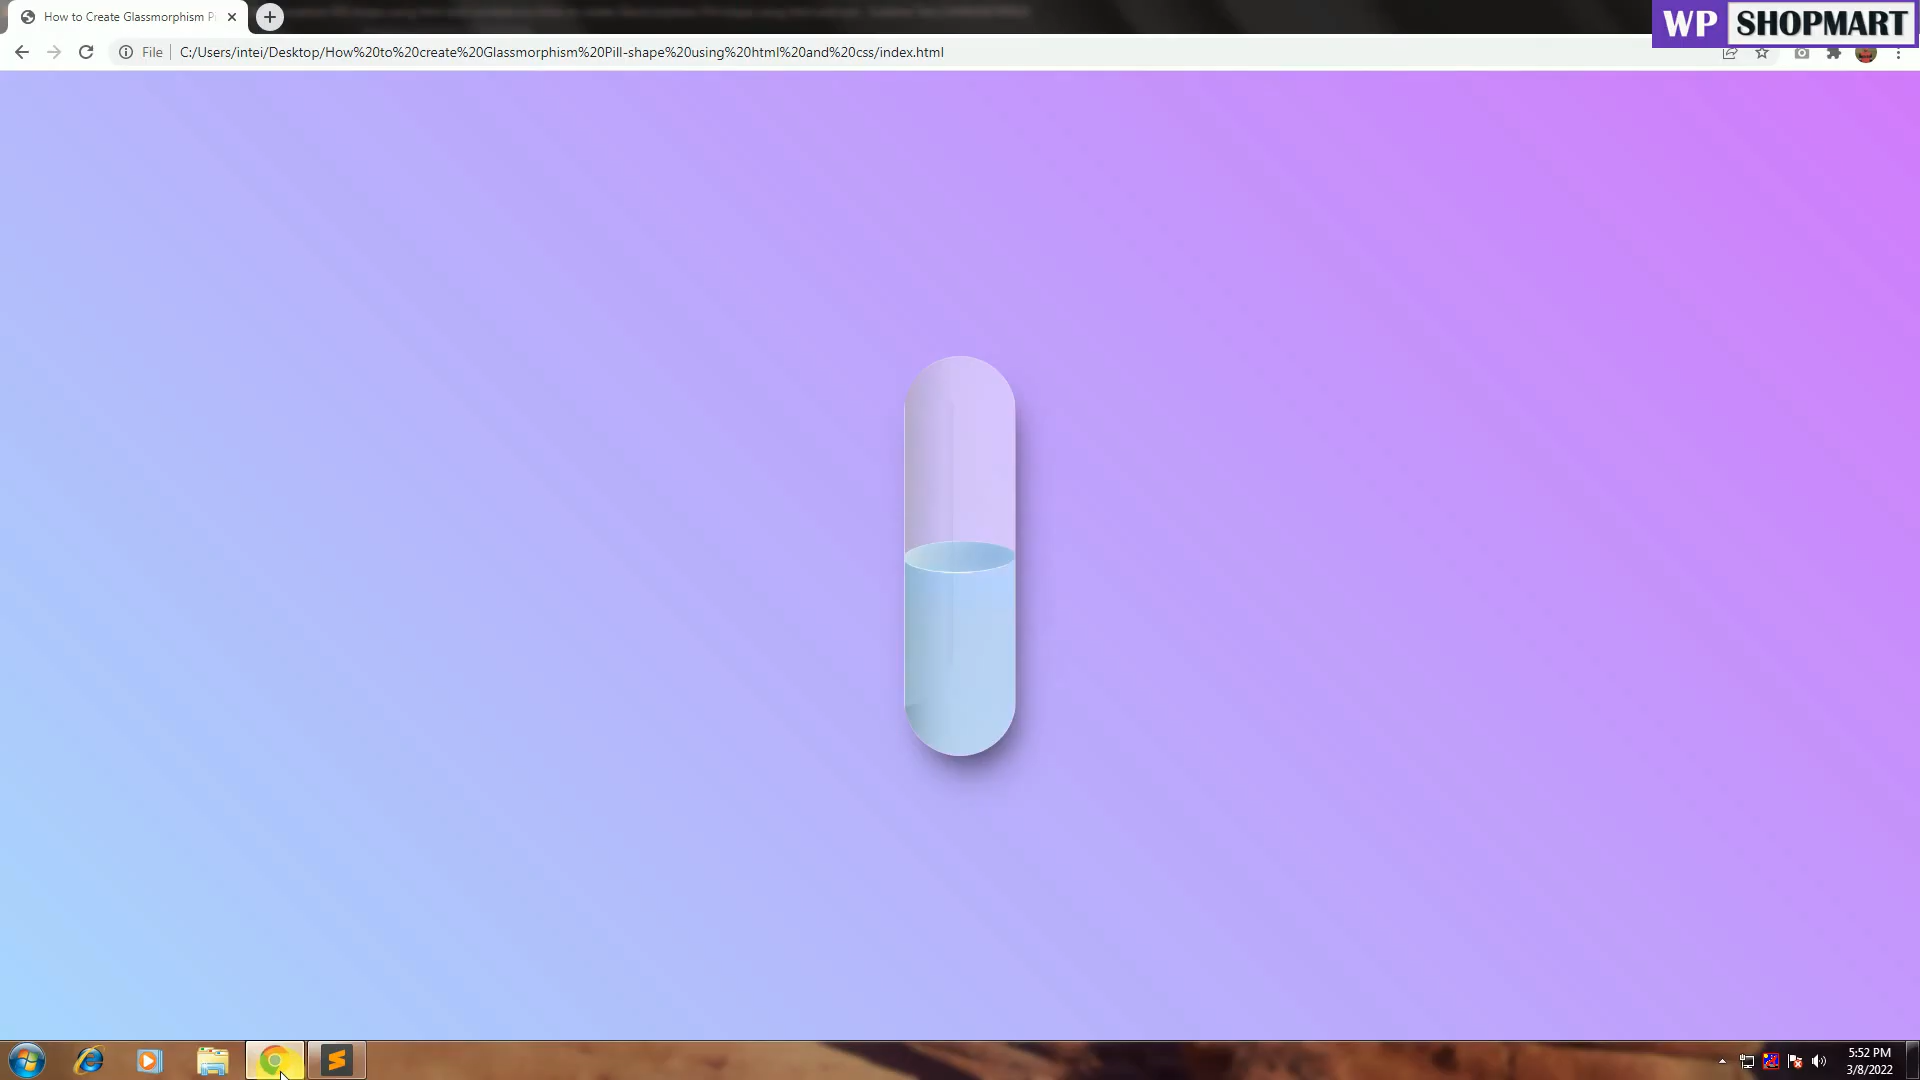 How to Create Glassmorphism P
WP SHOPMART
File
C:/Users/intei/Desktop/How%20to%20create%20Glassmorphism%20Pill-shape%20using%20html%20and%20css/index.html
5:52 PM
3/8/2022